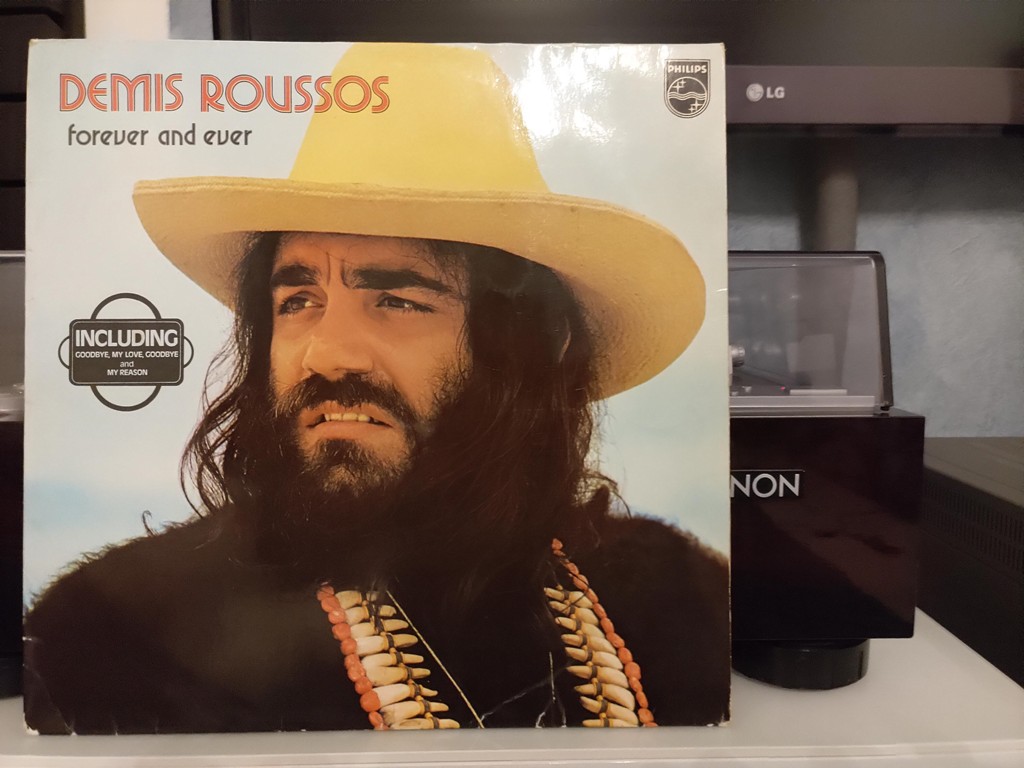 DEMIS ROUSSOS
forever and ever
PHILIPS
LG
INCLUDING
GOODBYE, MY LOVE, GOODBYE
and
MY REASON
NON